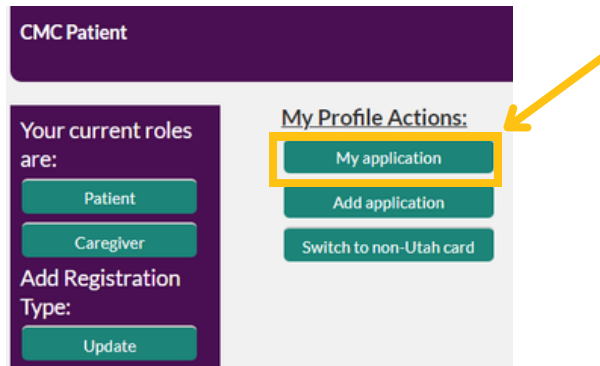 CMC Patient
Your current roles
are:
Patient
Caregiver
Add Registration
Type:
Update
My Profile Actions:
My application
Add application
Switch to non-Utah card